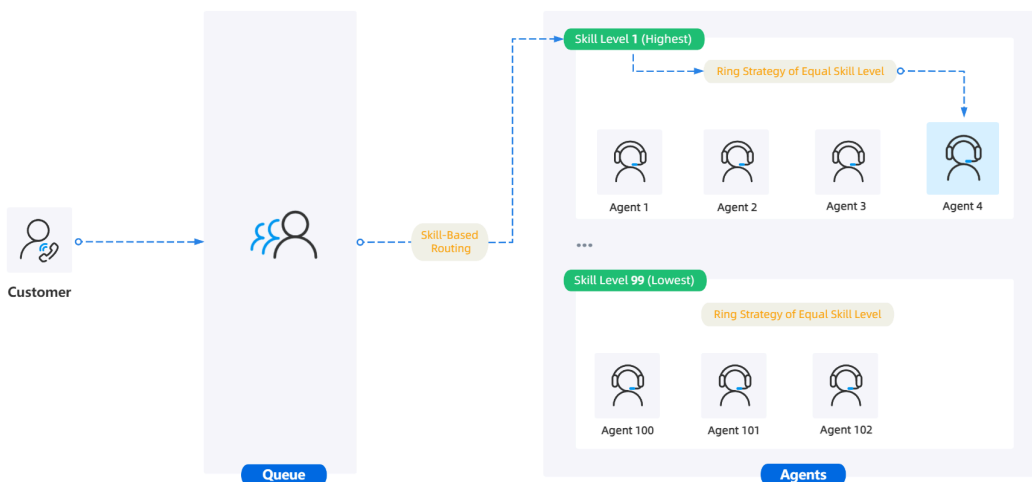 Skill Level 1 (Highest)
Ring Strategy of Equal Skill Level
Agent 1
Agent 2
Agent 3
Agent 4
Customer
Skill-Based
Routing
...
Skill Level 99 (Lowest)
Ring Strategy of Equal Skill Level
Agent 100
Agent 101
Agent 102
Queue
Agents